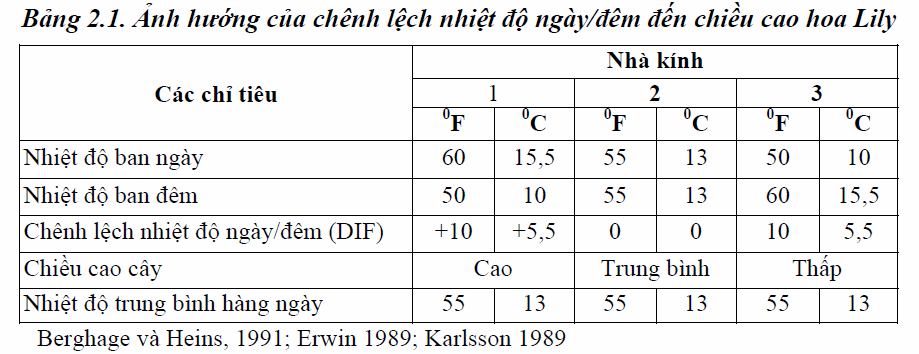 Bảng 2.1. Ảnh hưởng của chênh lệch nhiệt độ ngày/đêm đến chiều cao hoa Lily
Các chỉ tiêu
Nhà kính
1 2 3
⁰F ⁰C ⁰F ⁰C ⁰F ⁰C
Nhiệt độ ban ngày 60 15,5 55 13 50 10
Nhiệt độ ban đêm 50 10 55 13 60 15,5
Chênh lệch nhiệt độ ngày/đêm (DIF) +10 +5,5 0 0 10 5,5
Chiều cao cây Cao Trung bình Thấp
Nhiệt độ trung bình hàng ngày 55 13 55 13 55 13
Berghage và Heins, 1991; Erwin 1989; Karlsson 1989